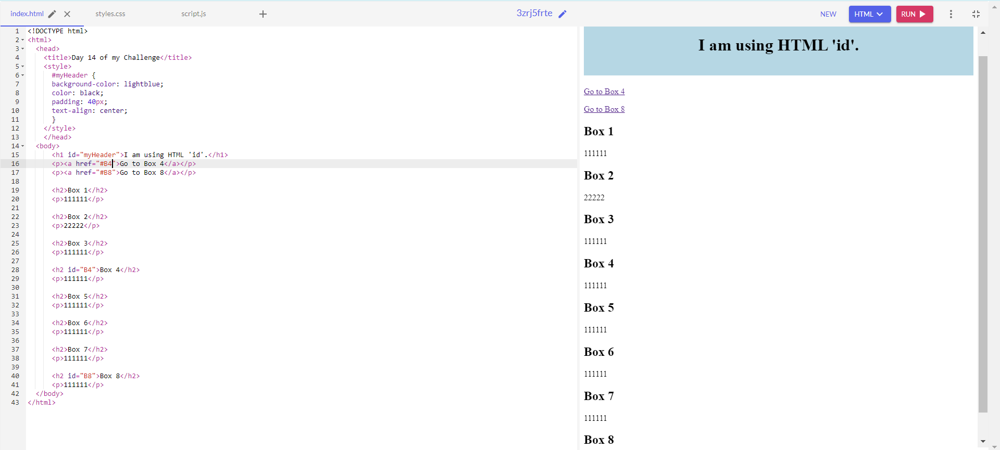 index.html
styles.css
script.js
3zrj5frte
NEW
HTML
RUN
1 <!DOCTYPE html>
2 <html>
3 <head>
4 <title>Day 14 of my Challenge</title>
5 <style>
6 #myHeader {
7 background-color: lightblue;
8 color: black;
9 padding: 40px;
10 text-align: center;
11 }
12 </style>
13 </head>
14 <body>
15 <h1 id="myHeader">I am using HTML 'id'.</h1>
16 <p><a href="#B4">Go to Box 4</a></p>
17 <p><a href="#B8">Go to Box 8</a></p>
18
19 <h2>Box 1</h2>
20 <p>111111</p>
21
22 <h2>Box 2</h2>
23 <p>22222</p>
24
25 <h2>Box 3</h2>
26 <p>111111</p>
27
28 <h2 id="B4">Box 4</h2>
29 <p>111111</p>
30
31 <h2>Box 5</h2>
32 <p>111111</p>
33
34 <h2>Box 6</h2>
35 <p>111111</p>
36
37 <h2>Box 7</h2>
38 <p>111111</p>
39
40 <h2 id="B8">Box 8</h2>
41 <p>111111</p>
42 </body>
43 </html>
I am using HTML 'id'.
Go to Box 4
Go to Box 8
Box 1
111111
Box 2
22222
Box 3
111111
Box 4
111111
Box 5
111111
Box 6
111111
Box 7
111111
Box 8